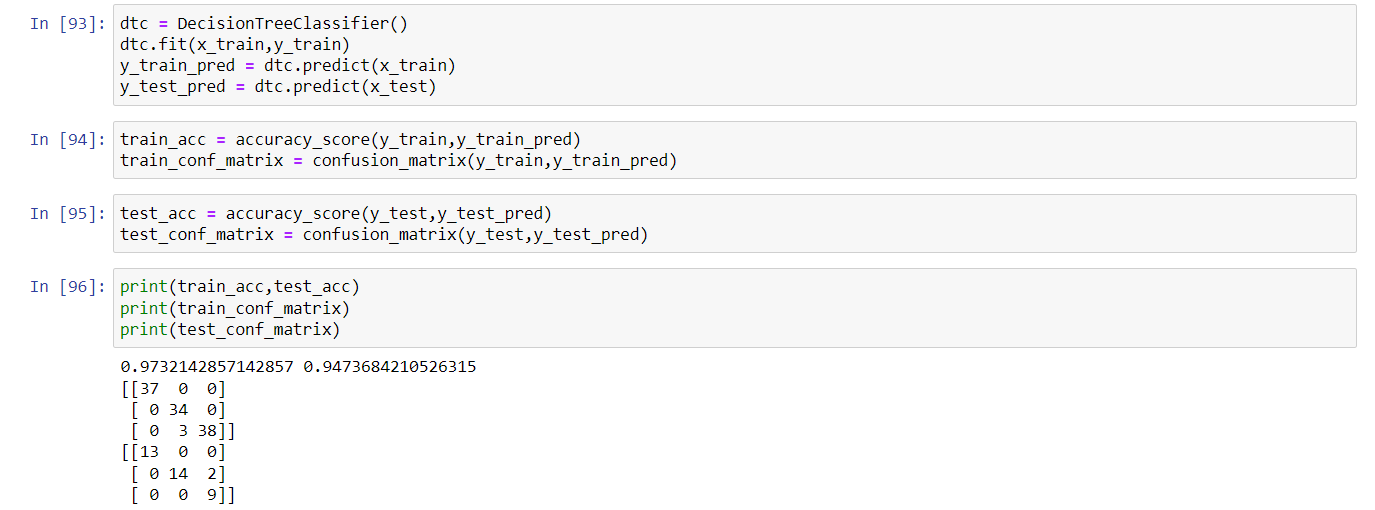 In [93]: dtc = DecisionTreeClassifier()
dtc.fit(x_train,y_train)
y_train_pred = dtc.predict(x_train)
y_test_pred = dtc.predict(x_test)
In [94]: train_acc = accuracy_score(y_train,y_train_pred)
train_conf_matrix = confusion_matrix(y_train,y_train_pred)
In [95]: test_acc = accuracy_score(y_test,y_test_pred)
test_conf_matrix = confusion_matrix(y_test,y_test_pred)
In [96]: print(train_acc,test_acc)
print(train_conf_matrix)
print(test_conf_matrix)
0.9732142857142857 0.9473684210526315
[[37  0  0]
 [ 0 34  0]
 [ 0  3 38]]
[[13  0  0]
 [ 0 14  2]
 [ 0  0  9]]